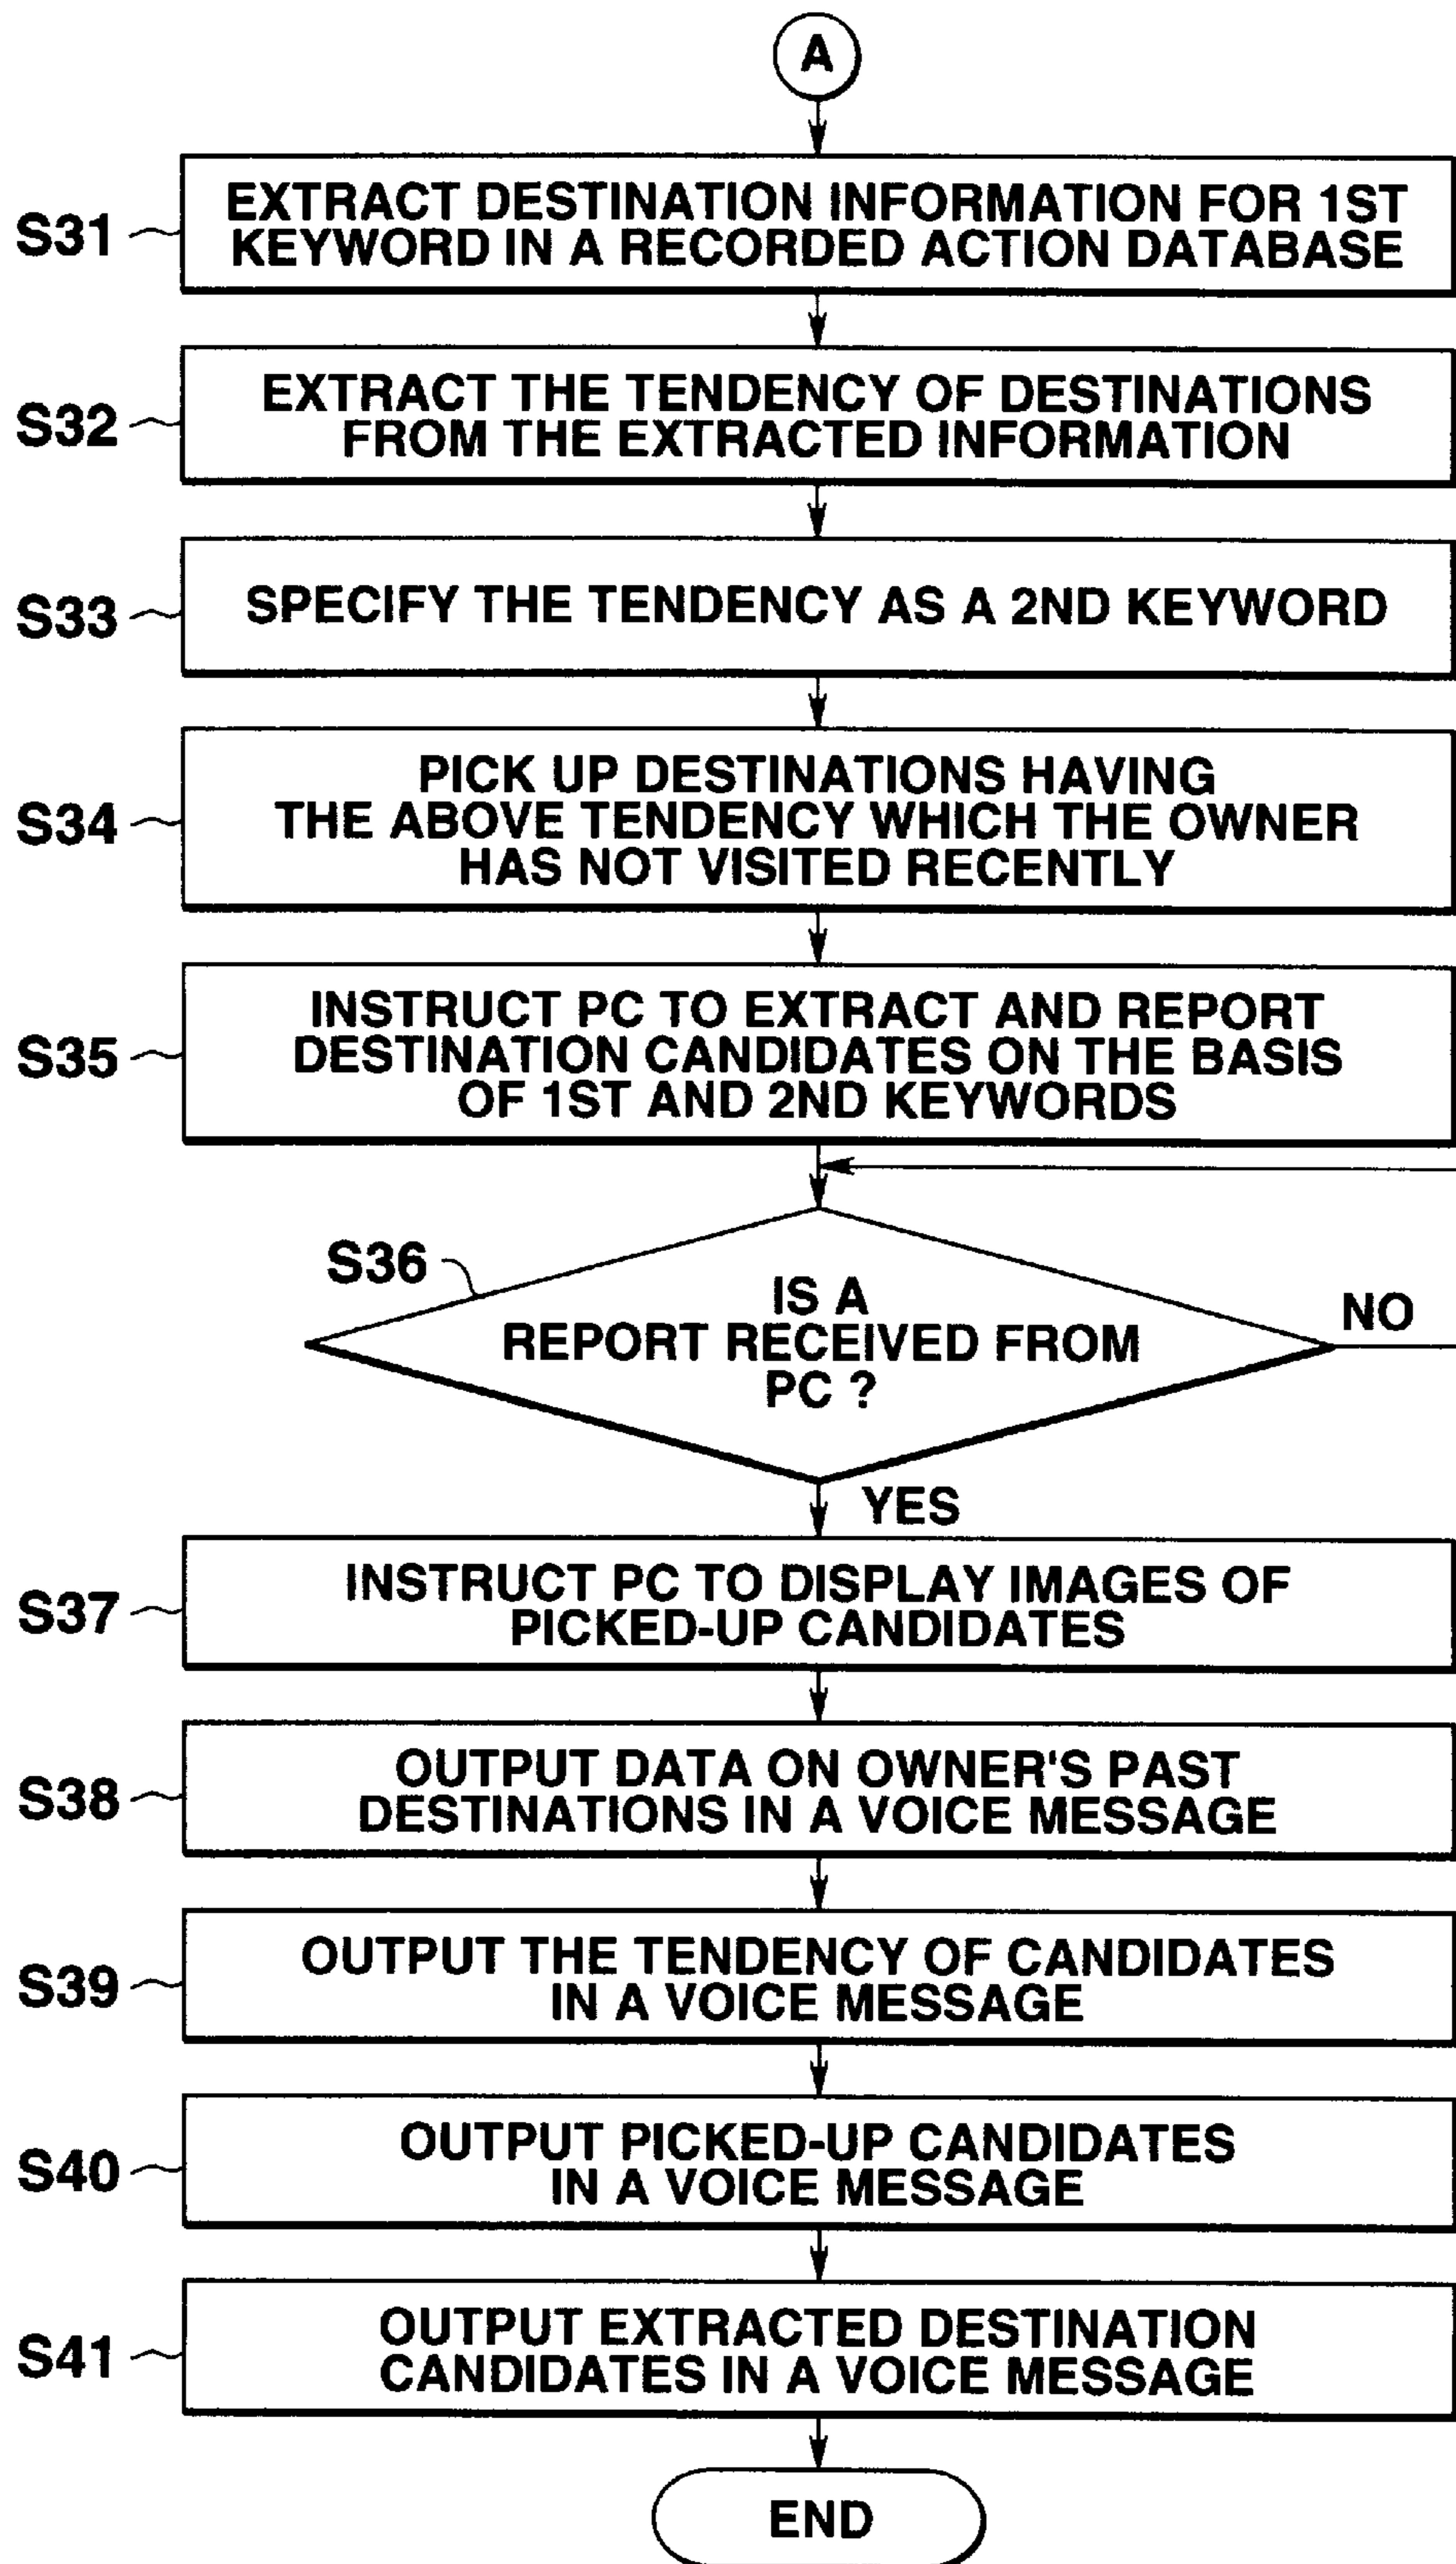 A
S31
EXTRACT DESTINATION INFORMATION FOR 1ST
KEYWORD IN A RECORDED ACTION DATABASE
S32
EXTRACT THE TENDENCY OF DESTINATIONS
FROM THE EXTRACTED INFORMATION
S33
SPECIFY THE TENDENCY AS A 2ND KEYWORD
S34
PICK UP DESTINATIONS HAVING
THE ABOVE TENDENCY WHICH THE OWNER
HAS NOT VISITED RECENTLY
S35
INSTRUCT PC TO EXTRACT AND REPORT
DESTINATION CANDIDATES ON THE BASIS
OF 1ST AND 2ND KEYWORDS
S36
IS A
REPORT RECEIVED FROM
PC ?
NO
YES
S37
INSTRUCT PC TO DISPLAY IMAGES OF
PICKED-UP CANDIDATES
S38
OUTPUT DATA ON OWNER'S PAST
DESTINATIONS IN A VOICE MESSAGE
S39
OUTPUT THE TENDENCY OF CANDIDATES
IN A VOICE MESSAGE
S40
OUTPUT PICKED-UP CANDIDATES
IN A VOICE MESSAGE
S41
OUTPUT EXTRACTED DESTINATION
CANDIDATES IN A VOICE MESSAGE
END